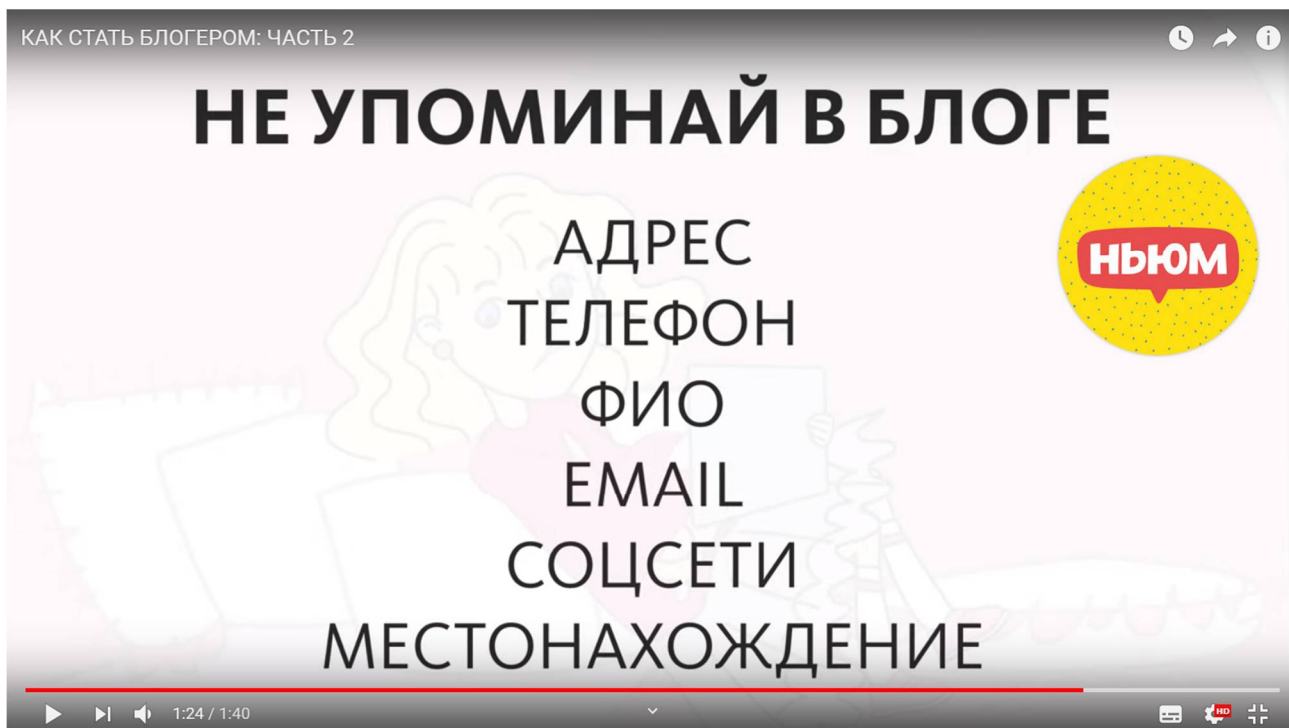 КАК СТАТЬ БЛОГЕРОМ: ЧАСТЬ 2
НЕ УПОМИНАЙ В БЛОГЕ
НЬЮМ
АДРЕС
ТЕЛЕФОН
ФИО
EMAIL
СОЦСЕТИ
МЕСТОНАХОЖДЕНИЕ
1:24 / 1:40
HD